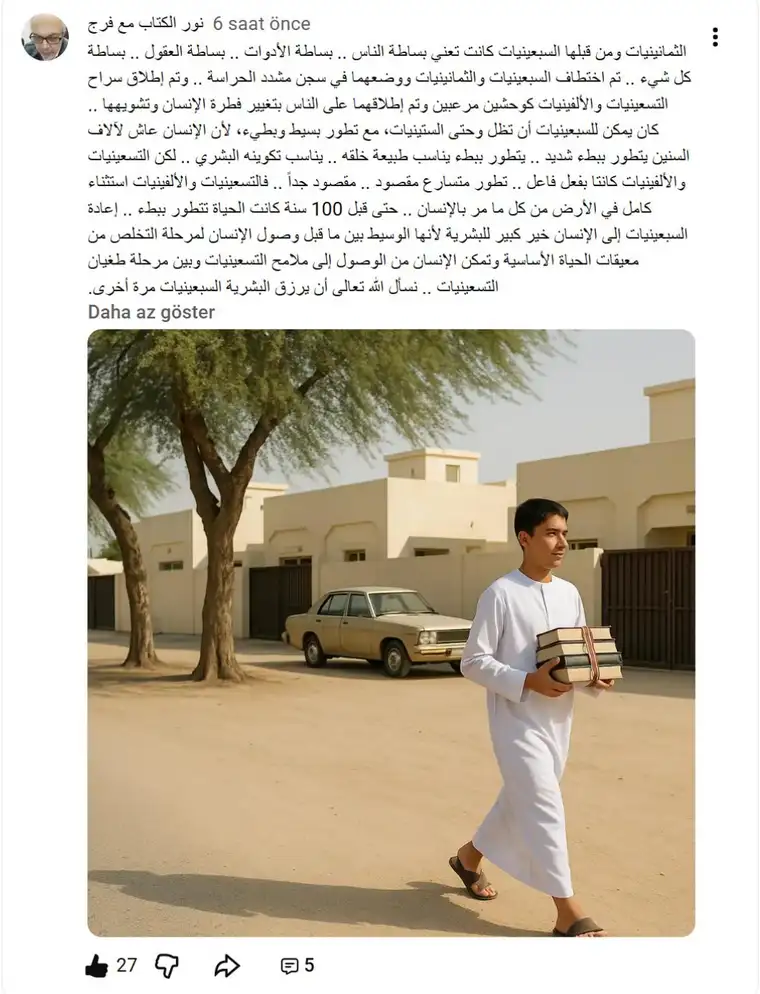 نور الكتاب مع فرج 6 saat önce
الثمانينيات ومن قبلها السبعينيات كانت تعني بساطة الناس .. بساطة الأدوات .. بساطة العقول .. بساطة
كل شيء .. تم اختطاف السبعينيات والثمانينيات ووضعهما في سجن مشدد الحراسة .. وتم إطلاق سراح
التسعينيات والألفينيات كوحشين مرعبين وتم إطلاقهما على الناس بتغيير فطرة الإنسان وتشويهها ..
كان يمكن للسبعينيات أن تظل وحتى الستينيات، مع تطور بسيط وبطيء، لأن الإنسان عاش لآلاف
السنين يتطور ببطء شديد .. يتطور ببطء يناسب طبيعة خلقه .. يناسب تكوينه البشري .. لكن التسعينيات
والألفينيات كانتا بفعل فاعل .. تطور متسارع مقصود .. مقصود جداً .. فالتسعينيات والألفينيات استثناء
كامل في الأرض من كل ما مر بالإنسان .. حتى قبل 100 سنة كانت الحياة تتطور ببطء .. إعادة
السبعينيات إلى الإنسان خير كبير للبشرية لأنها الوسيط بين ما قبل وصول الإنسان لمرحلة التخلص من
معيقات الحياة الأساسية وتمكن الإنسان من الوصول إلى ملامح التسعينيات وبين مرحلة طغيان
التسعينيات .. نسأل الله تعالى أن يرزق البشرية السبعينيات مرة أخرى.
Daha az göster
27 5